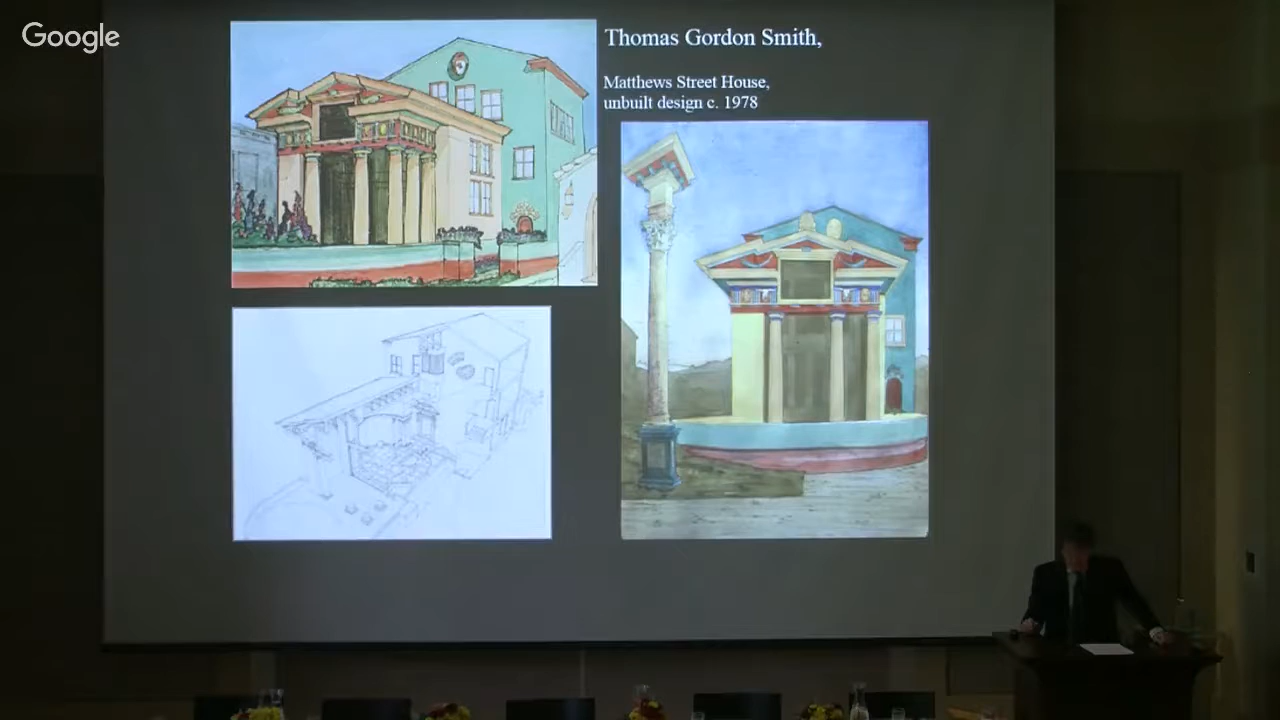 Google
Thomas Gordon Smith,
Matthews Street House,
unbuilt design c. 1978